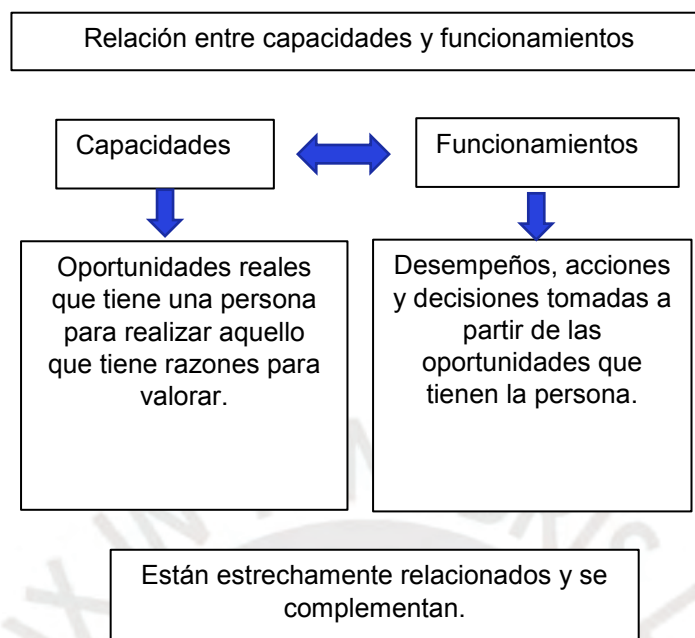 Relación entre capacidades y funcionamientos
Capacidades
Funcionamientos
Oportunidades reales
que tiene una persona
para realizar aquello
que tiene razones para
valorar.
Desempeños, acciones
y decisiones tomadas a
partir de las
oportunidades que
tienen la persona.
Están estrechamente relacionados y se
complementan.